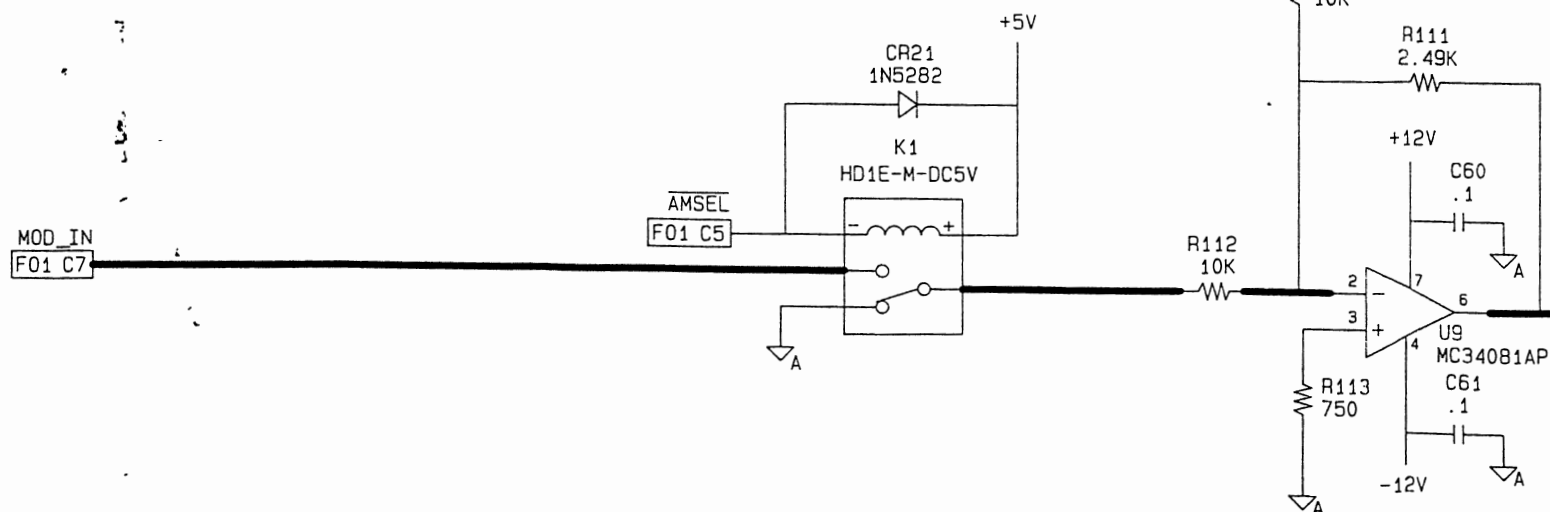 10K
+5V
R111
2.49K
CR21
1N5282
+12V
K1
HD1E-M-DC5V
C60
.1
AMSEL
F01 C5
MOD_IN
F01 C7
R112
10K
A
2
-
7
6
3
+
4
U9
MC34081AP
A
R113
750
C61
.1
A
-12V
A
-
+